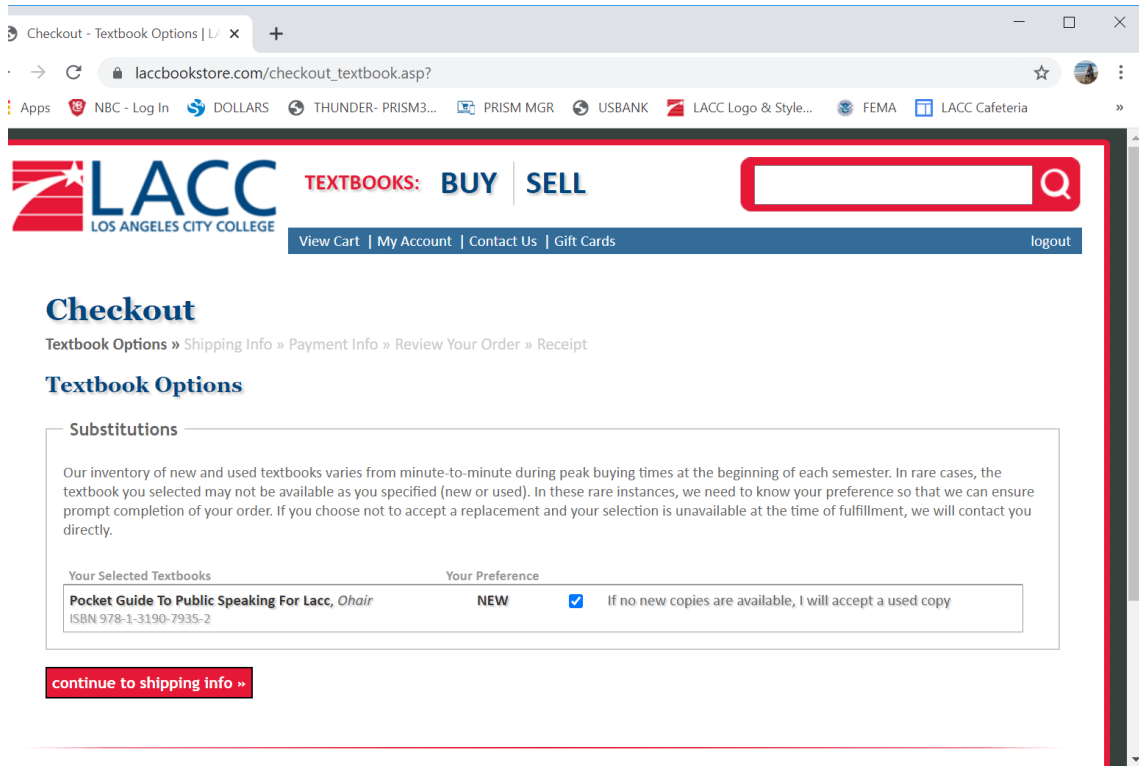 Checkout - Textbook Options | LA
laccbookstore.com/checkout_textbook.asp?
Apps NBC - Log In DOLLARS THUNDER- PRISM3... PRISM MGR USBANK LACC Logo & Style... FEMA LACC Cafeteria »
LACC
LOS ANGELES CITY COLLEGE
TEXTBOOKS: BUY SELL
View Cart | My Account | Contact Us | Gift Cards logout
Checkout
Textbook Options » Shipping Info » Payment Info » Review Your Order » Receipt
Textbook Options
Substitutions
Our inventory of new and used textbooks varies from minute-to-minute during peak buying times at the beginning of each semester. In rare cases, the
textbook you selected may not be available as you specified (new or used). In these rare instances, we need to know your preference so that we can ensure
prompt completion of your order. If you choose not to accept a replacement and your selection is unavailable at the time of fulfillment, we will contact you
directly.
Your Selected Textbooks Your Preference
Pocket Guide To Public Speaking For Lacc, Ohair NEW If no new copies are available, I will accept a used copy
ISBN 978-1-3190-7935-2
continue to shipping info »